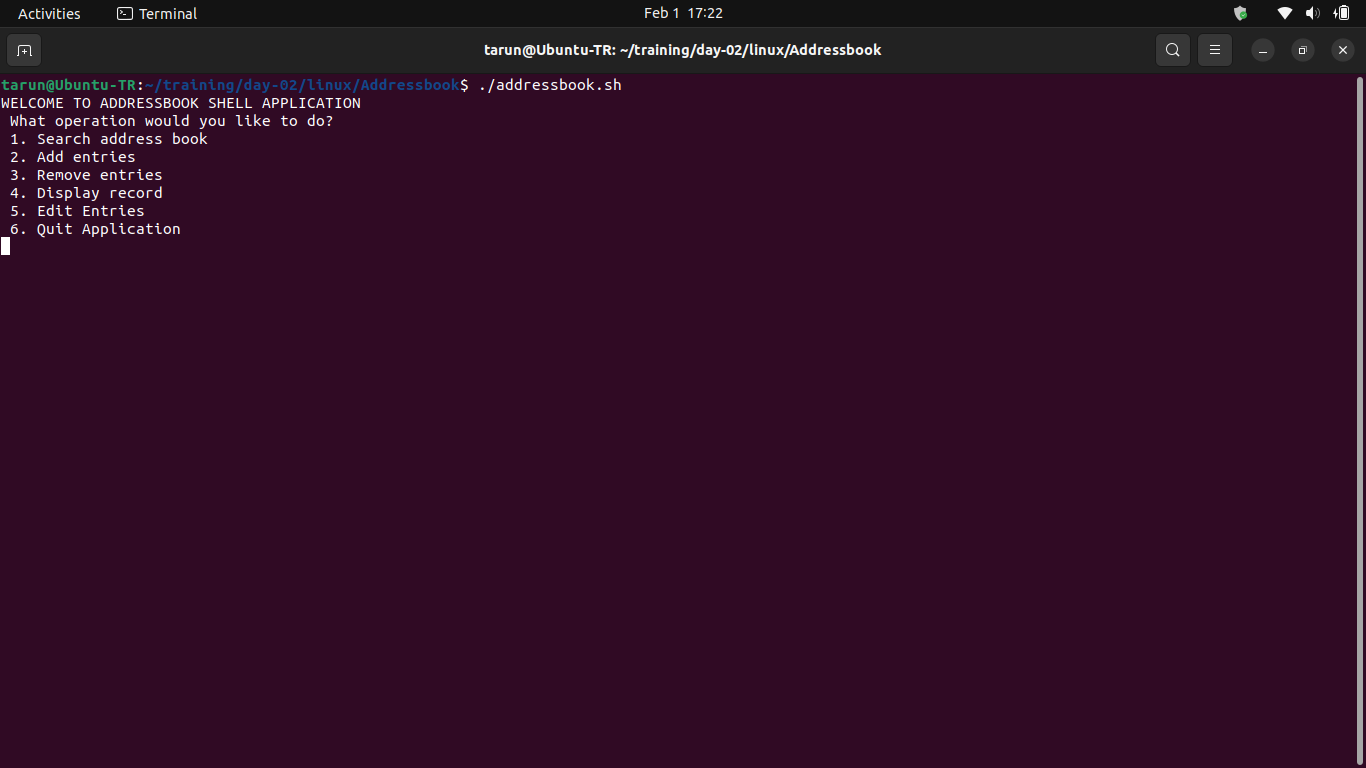 Activities Terminal Feb 1 17:22
tarun@Ubuntu-TR: ~/training/day-02/linux/Addressbook
tarun@Ubuntu-TR:~/training/day-02/linux/Addressbook$ ./addressbook.sh
WELCOME TO ADDRESSBOOK SHELL APPLICATION
What operation would you like to do?
1. Search address book
2. Add entries
3. Remove entries
4. Display record
5. Edit Entries
6. Quit Application